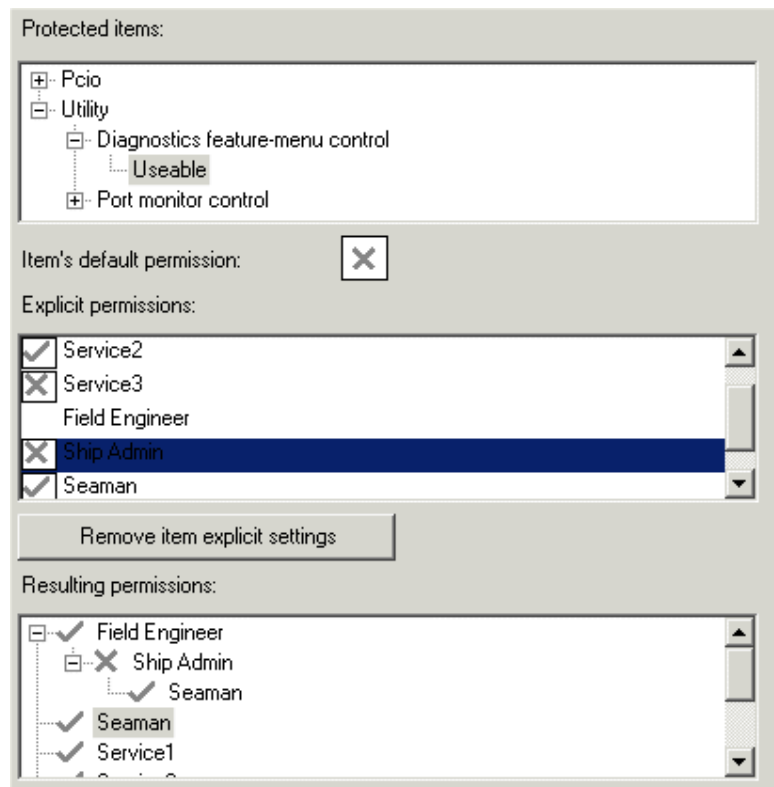 Protected items:
Pcio
Utility
Diagnostics feature-menu control
Useable
Port monitor control
Item's default permission:
Explicit permissions:
Service2
Service3
Field Engineer
Ship Admin
Seaman
Remove item explicit settings
Resulting permissions:
Field Engineer
Ship Admin
Seaman
Seaman
Service1